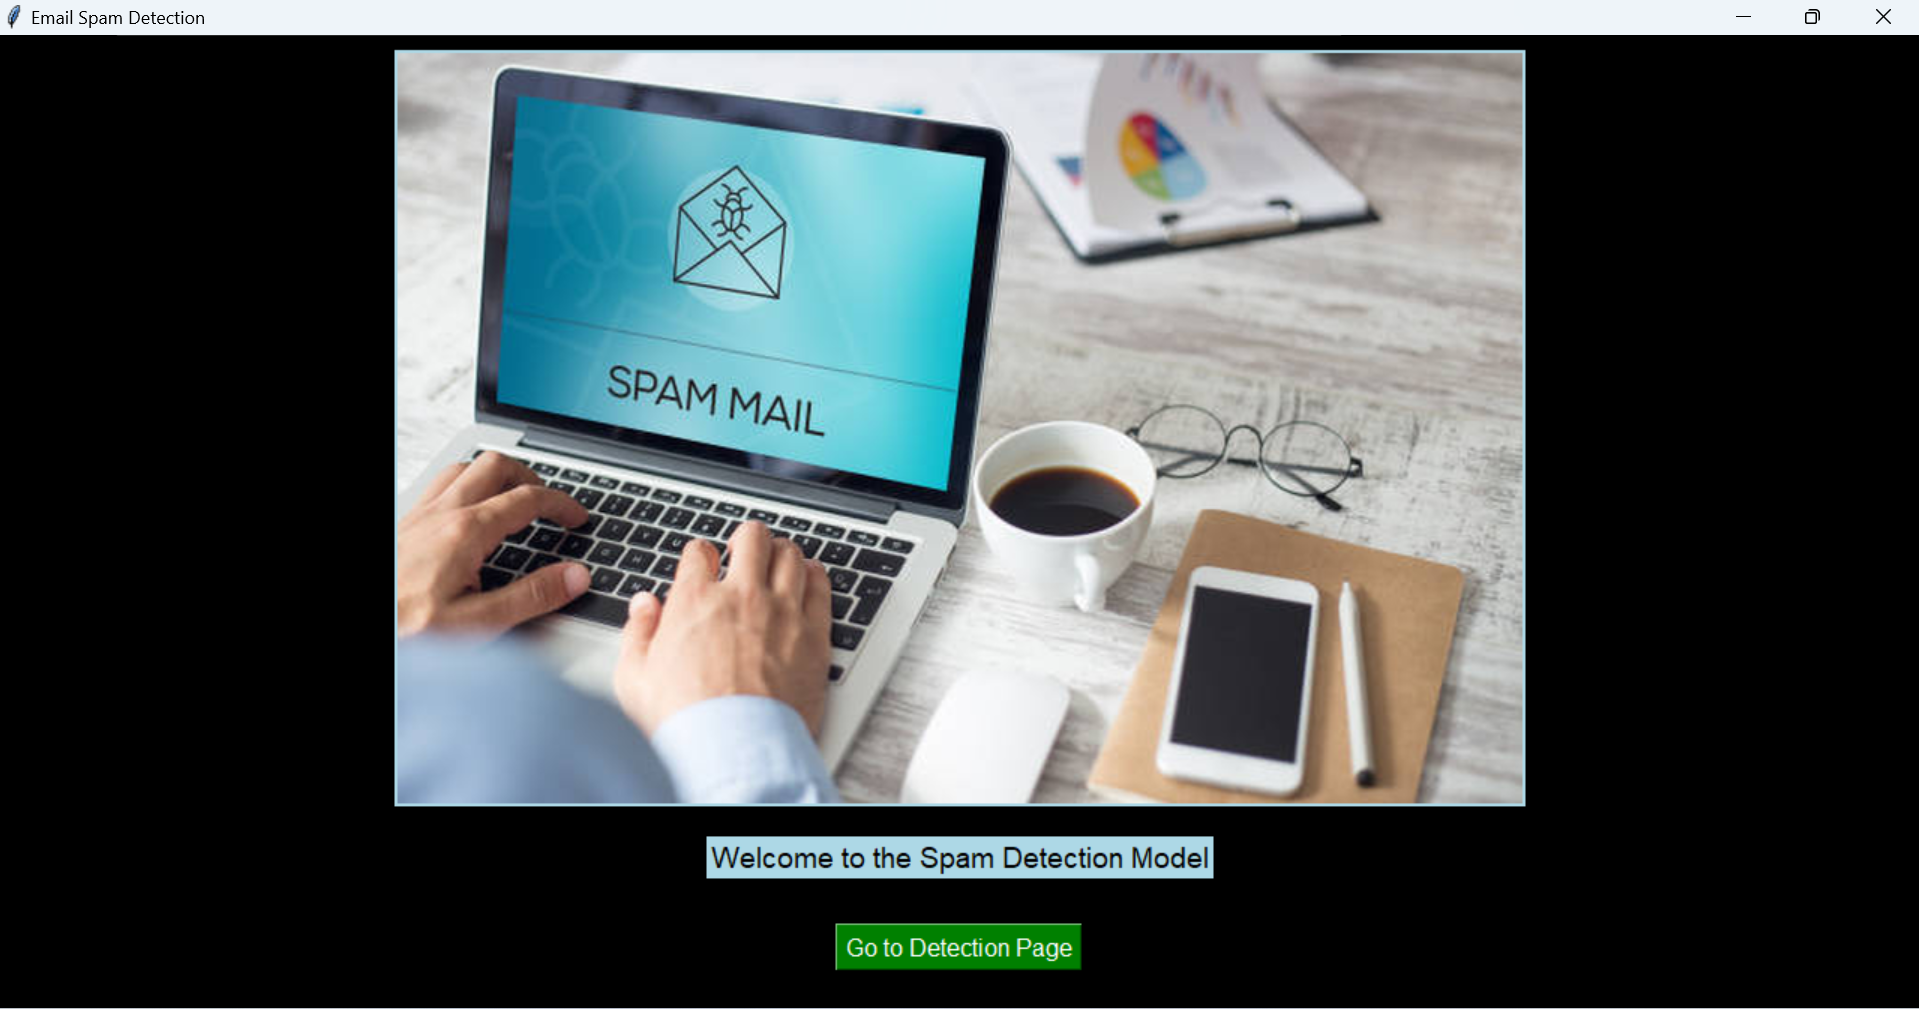 Email Spam Detection
SPAM MAIL
Welcome to the Spam Detection Model
Go to Detection Page